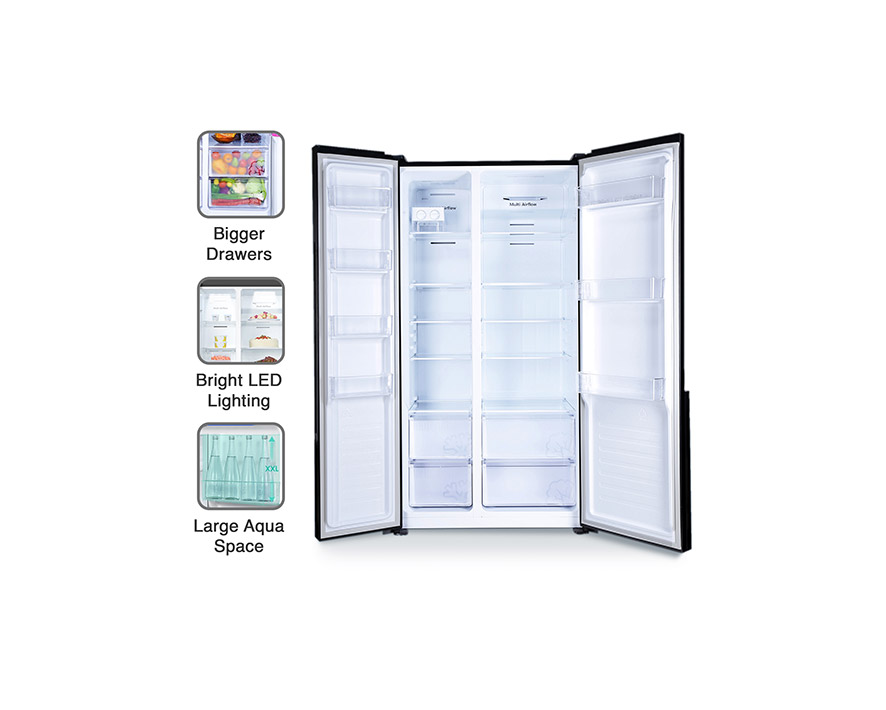 Bigger
Drawers
Bright LED
Lighting
XXL
Large Aqua
Space
Multi Airflow